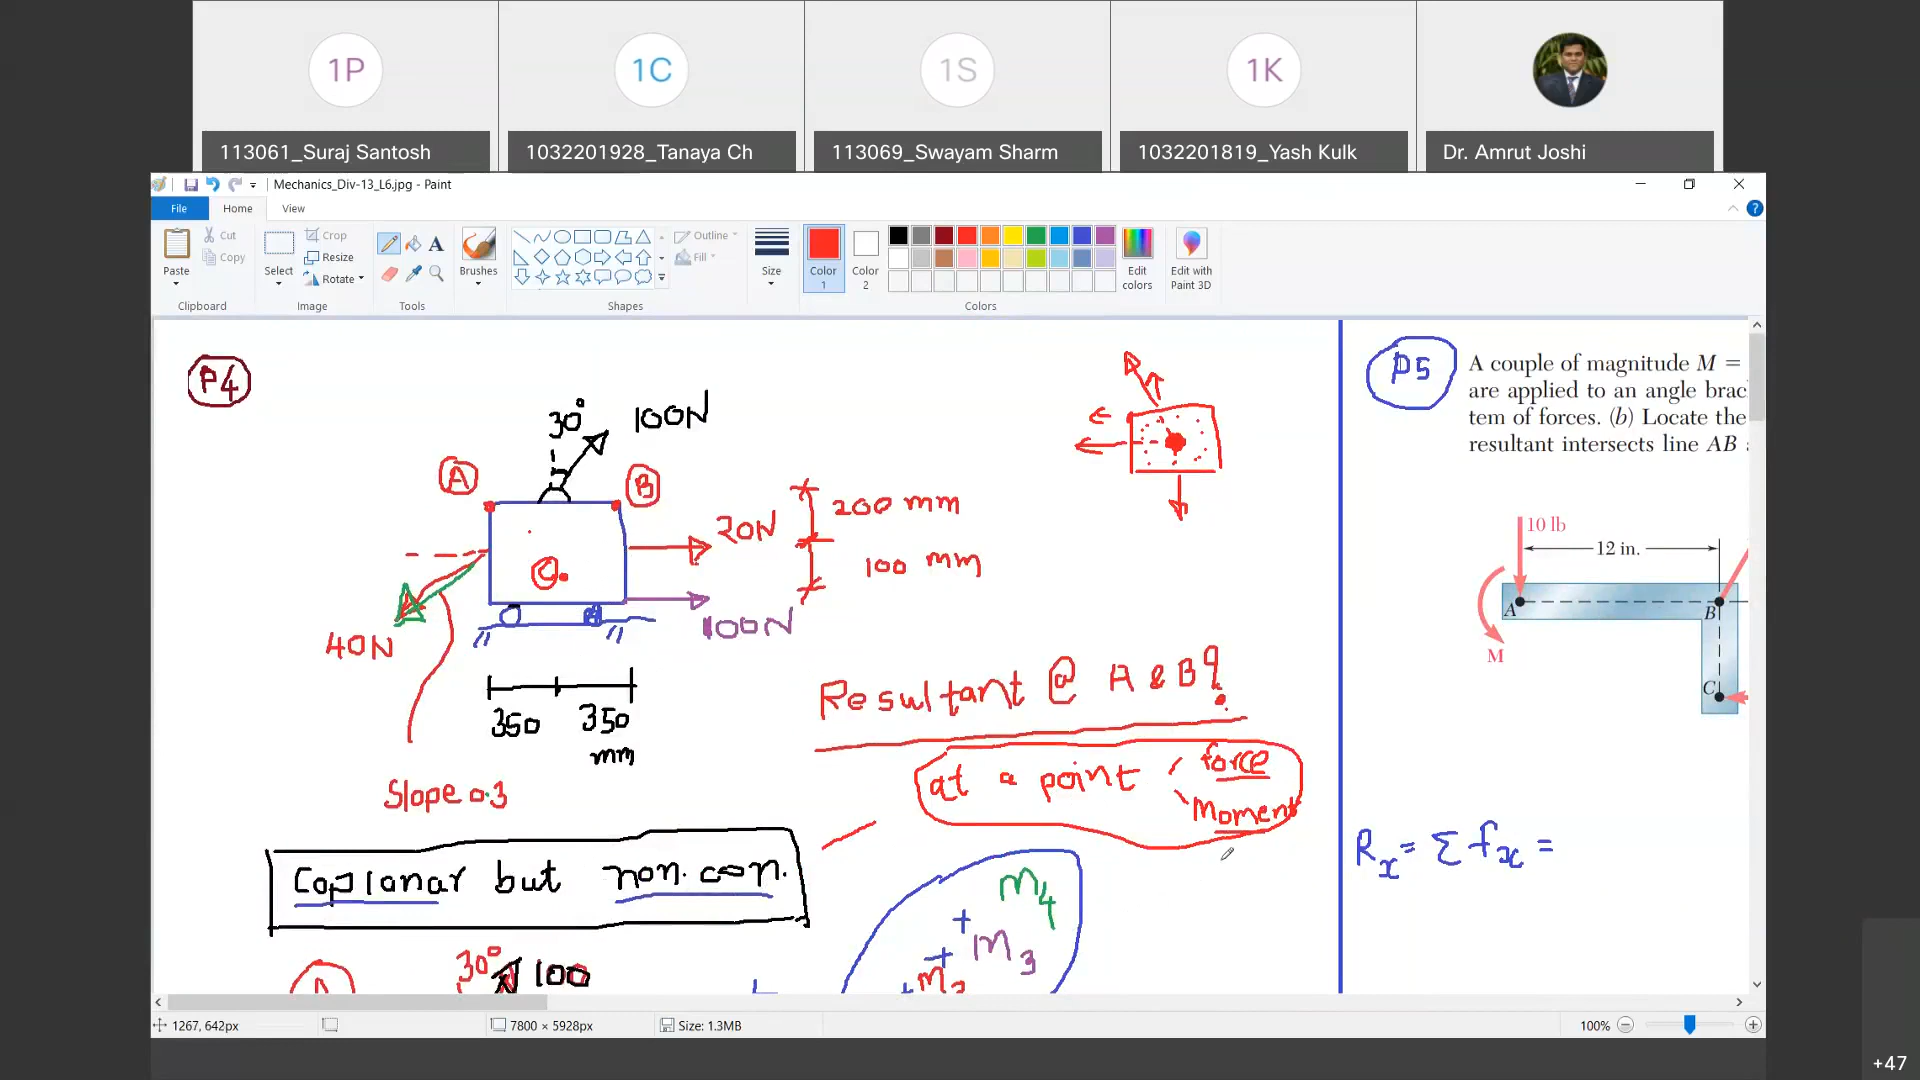 1P
1C
1S
1K
113061_Suraj Santosh
1032201928_Tanaya Ch
113069_Swayam Sharm
1032201819_Yash Kulk
Dr. Amrut Joshi
Mechanics_Div-13_L6.jpg - Paint
File
Home
View
Paste
Cut
Copy
Clipboard
Select
Crop
Resize
Rotate
Image
A
Tools
Brushes
Shapes
Outline
Fill
Size
Color
1
Color
2
Edit
colors
Edit with
Paint 3D
Colors
P4
30° 100N
A
B
20N
200 mm
100 mm
100N
40N
350 350
mm
Slope 0.3
Resultant @ A & B?
at a point
force
Moment
Coplanar but non. con.
m4
+
+ m3
30° 100
P5
A couple of magnitude M =
are applied to an angle brac
tem of forces. (b) Locate the
resultant intersects line AB
10 lb
12 in.
A
B
M
C
Rx = Σ fx =
1267, 642px
7800 × 5928px
Size: 1.3MB
100%
+47